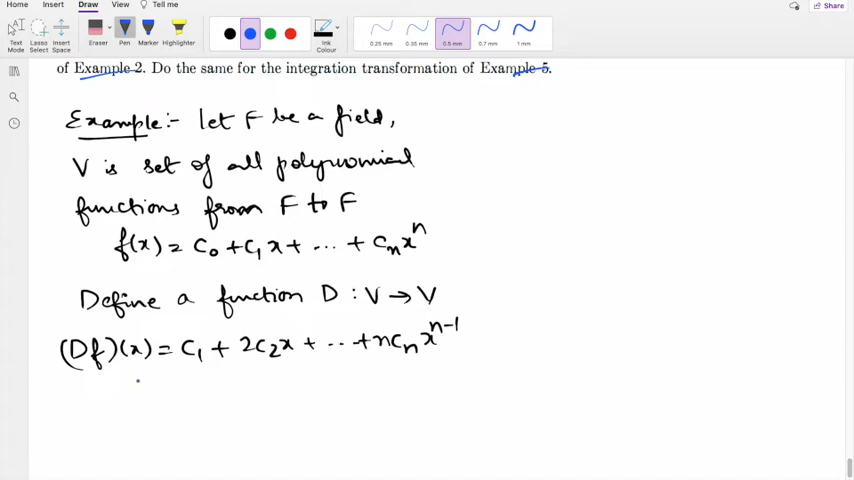 Home Insert Draw View Tell me
Share
Text Mode
Lasso Select
Insert Space
Eraser
Pen
Marker
Highlighter
Ink Colour
0.25 mm
0.35 mm
0.5 mm
0.7 mm
1 mm
of Example 2. Do the same for the integration transformation of Example 5.
Example:- let F be a field,
V is set of all polynomial
functions from F to F
f(x) = c₀ + c₁x + ... + cₙxⁿ
Define a function D : V → V
(Df)(x) = c₁ + 2c₂x + ... + ncₙxⁿ⁻¹